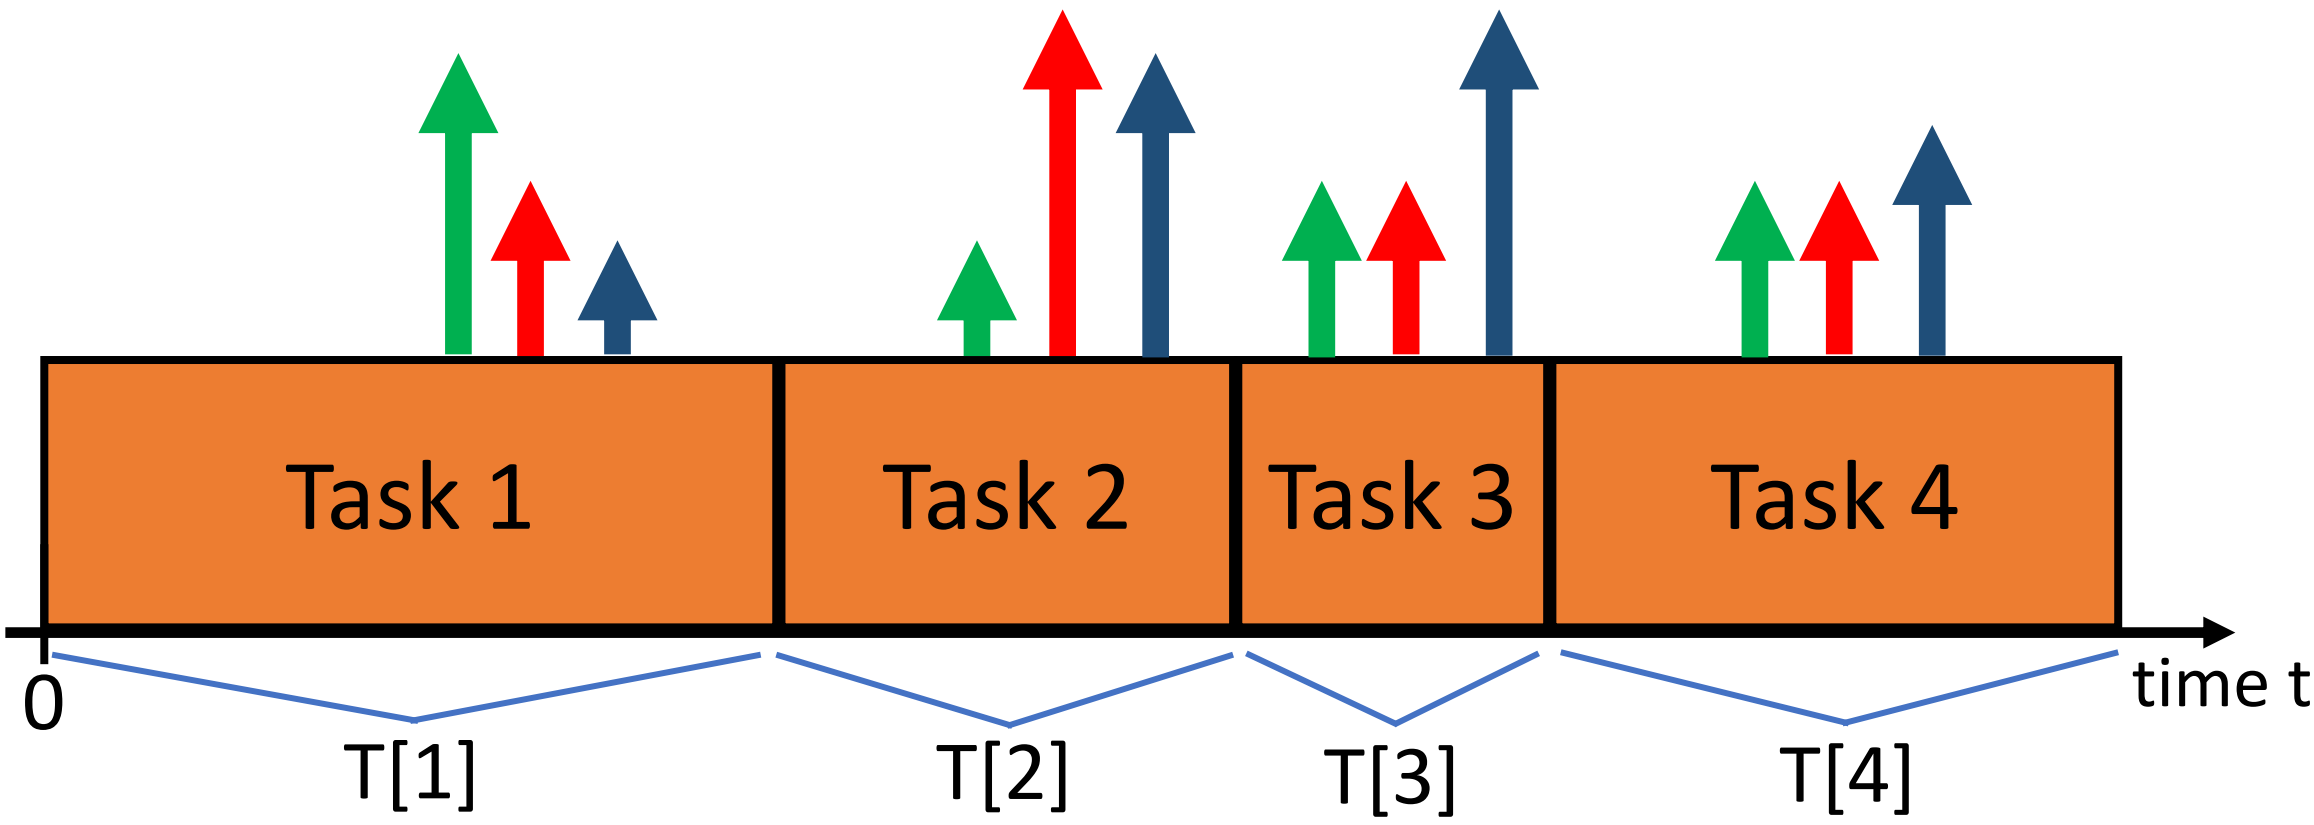 Task 1
Task 2
Task 3
Task 4
0
time t
T[1]
T[2]
T[3]
T[4]